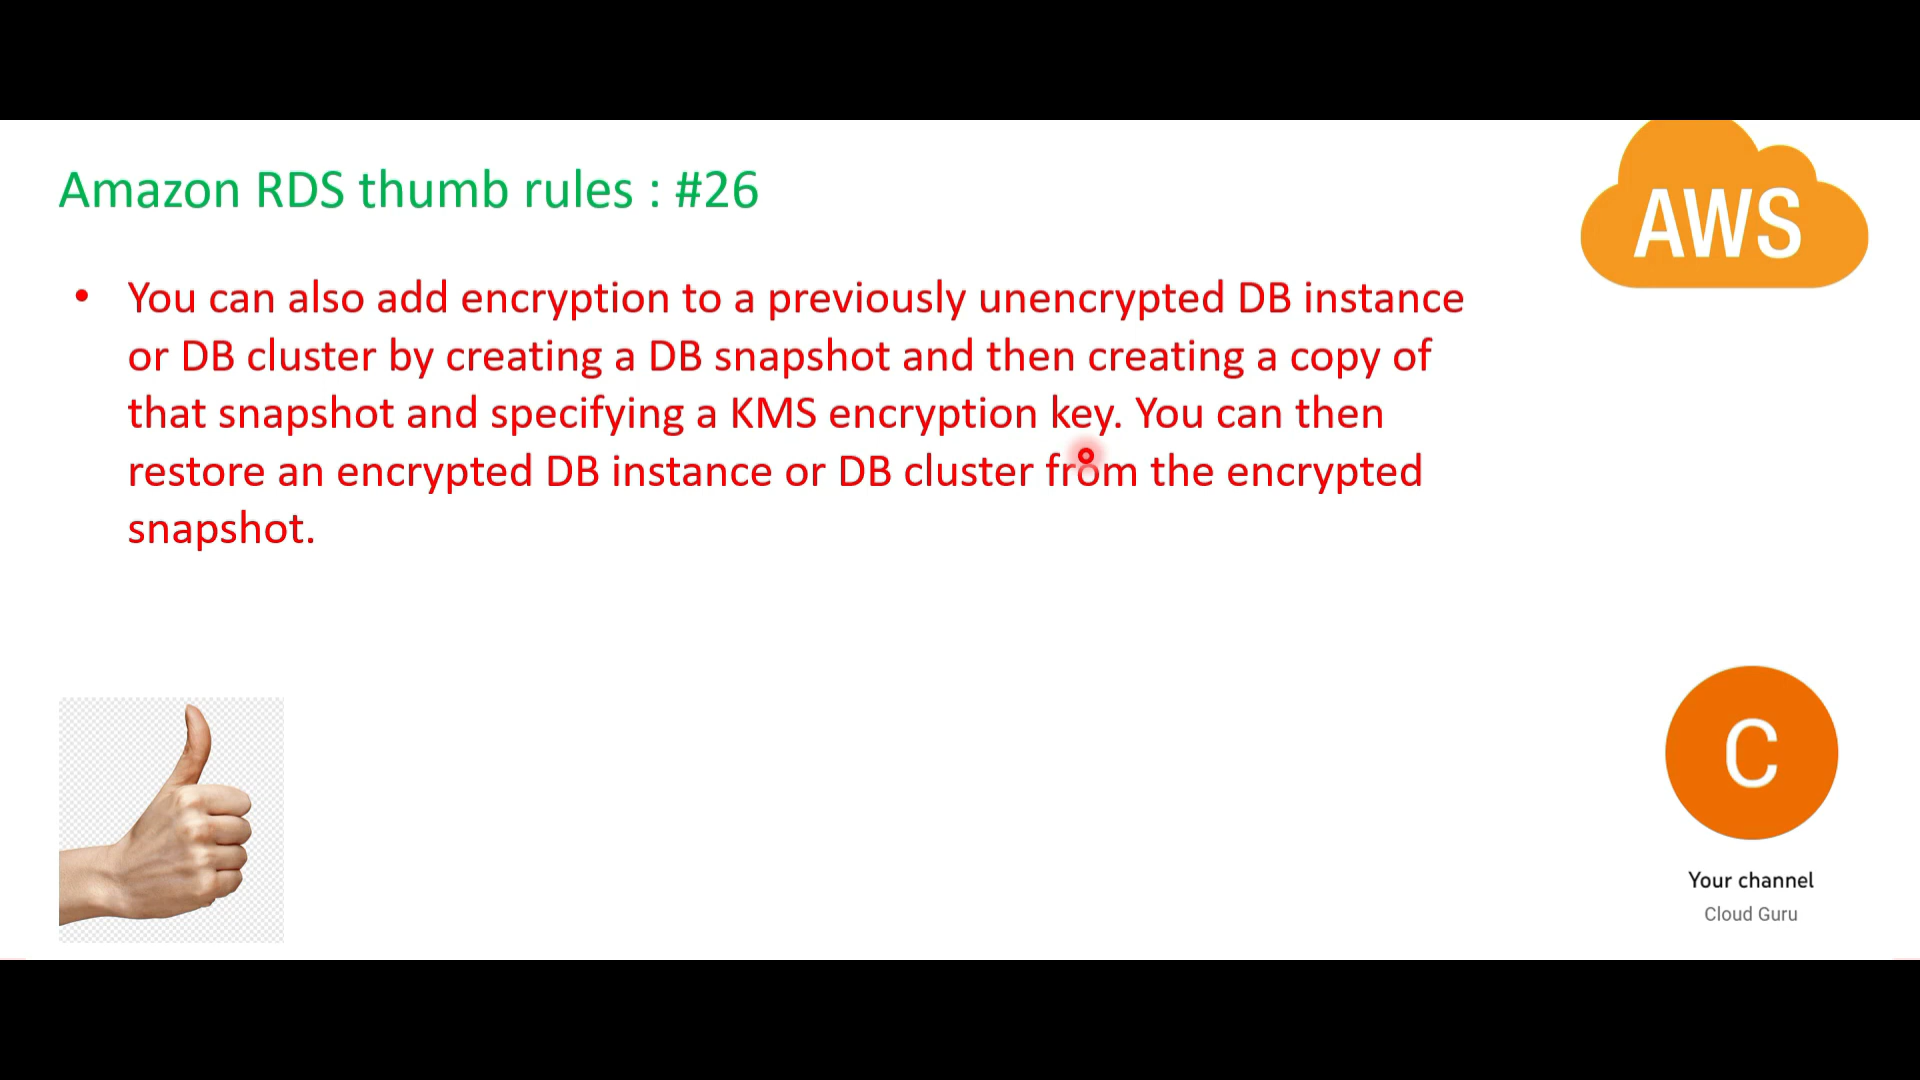 Amazon RDS thumb rules : #26
AWS
• You can also add encryption to a previously unencrypted DB instance
or DB cluster by creating a DB snapshot and then creating a copy of
that snapshot and specifying a KMS encryption key. You can then
restore an encrypted DB instance or DB cluster from the encrypted
snapshot.
C
Your channel
Cloud Guru